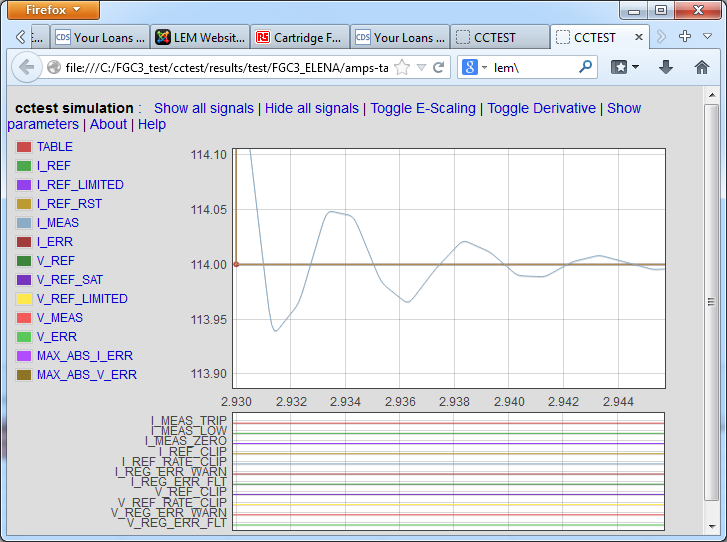 Firefox
E...
CDS Your Loans ...
LEM Websit...
RS Cartridge F...
CDS Your Loans ...
CCTEST
CCTEST
file:///C:/FGC3_test/cctest/results/test/FGC3_ELENA/amps-ta
g
lem\
cctest simulation : Show all signals | Hide all signals | Toggle E-Scaling | Toggle Derivative | Show
parameters | About | Help
TABLE
I_REF
I_REF_LIMITED
I_REF_RST
I_MEAS
I_ERR
V_REF
V_REF_SAT
V_REF_LIMITED
V_MEAS
V_ERR
MAX_ABS_I_ERR
MAX_ABS_V_ERR
114.10
114.05
114.00
113.95
113.90
2.930 2.932 2.934 2.936 2.938 2.940 2.942 2.944
I_MEAS_TRIP
I_MEAS_LOW
I_MEAS_ZERO
I_REF_CLIP
I_REF_RATE_CLIP
I_REG_ERR_WARN
I_REG_ERR_FLT
V_REF_CLIP
V_REF_RATE_CLIP
V_REG_ERR_WARN
V_REG_ERR_FLT